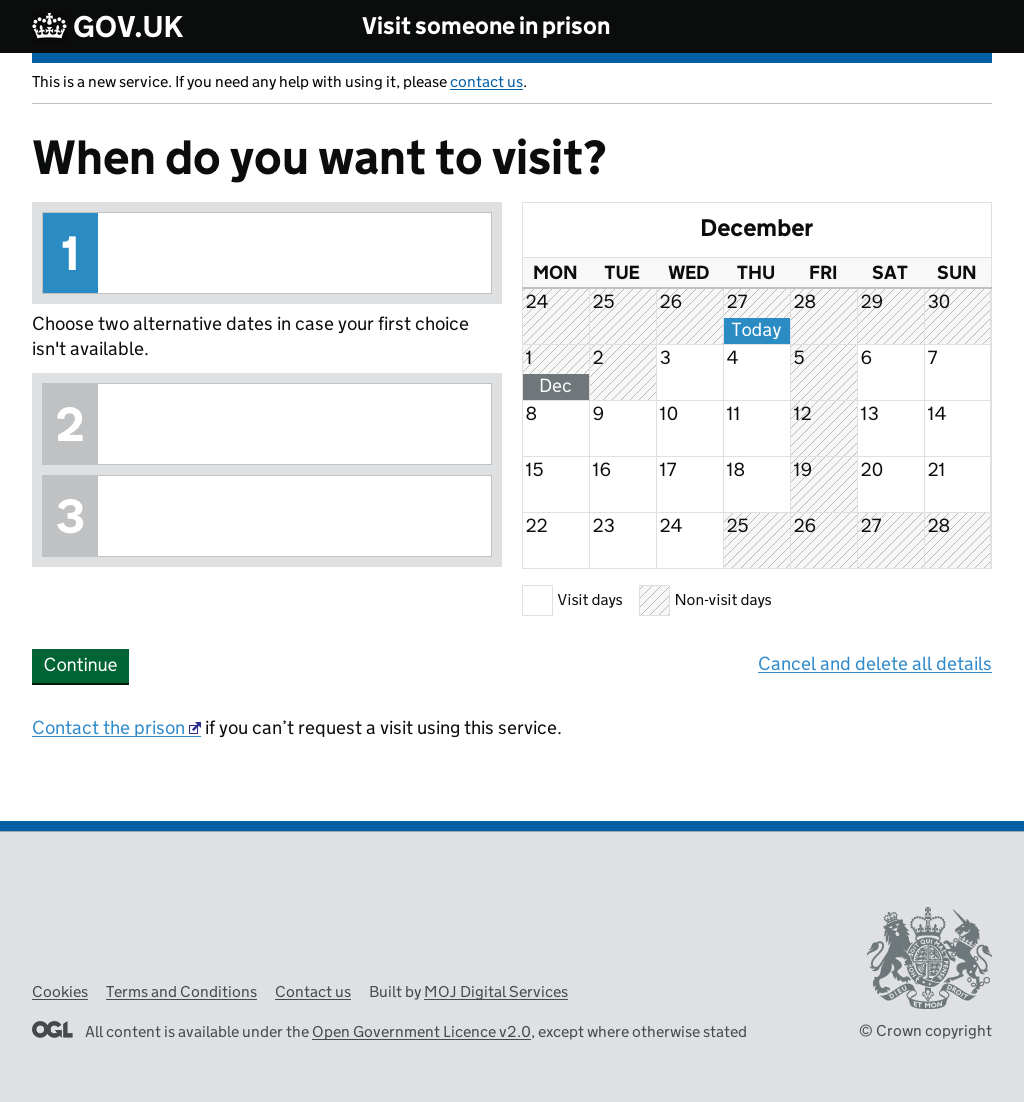 GOV.UK
Visit someone in prison
This is a new service. If you need any help with using it, please contact us.
When do you want to visit?
1
Choose two alternative dates in case your first choice
isn't available.
2
3
December
MON TUE WED THU FRI SAT SUN
24 25 26 27 28 29 30
Today
1 2 3 4 5 6 7
Dec
8 9 10 11 12 13 14
15 16 17 18 19 20 21
22 23 24 25 26 27 28
Visit days Non-visit days
Continue
Cancel and delete all details
Contact the prison if you can’t request a visit using this service.
Cookies Terms and Conditions Contact us Built by MOJ Digital Services
OGL All content is available under the Open Government Licence v2.0, except where otherwise stated
DIEU ET MON DROIT
© Crown copyright